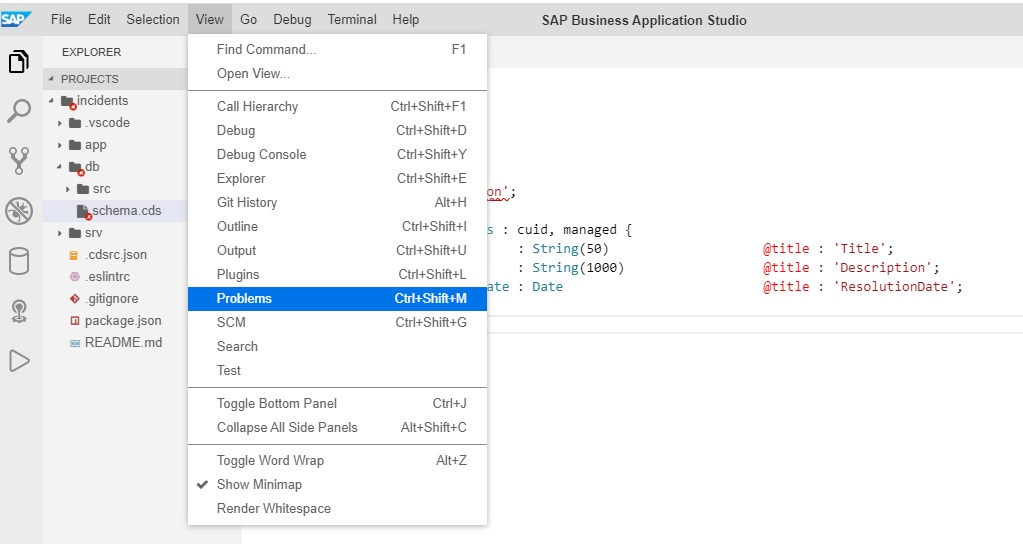 SAP File Edit Selection View Go Debug Terminal Help SAP Business Application Studio
EXPLORER
PROJECTS
incidents
.vscode
app
db
src
schema.cds
srv
.cdsrc.json
.eslintrc
.gitignore
package.json
README.md
Find Command... F1
Open View...
Call Hierarchy Ctrl+Shift+F1
Debug Ctrl+Shift+D
Debug Console Ctrl+Shift+Y
Explorer Ctrl+Shift+E
Git History Alt+H
Outline Ctrl+Shift+I
Output Ctrl+Shift+U
Plugins Ctrl+Shift+L
Problems Ctrl+Shift+M
SCM Ctrl+Shift+G
Search
Test
Toggle Bottom Panel Ctrl+J
Collapse All Side Panels Alt+Shift+C
Toggle Word Wrap Alt+Z
Show Minimap
Render Whitespace
on';
s : cuid, managed {
: String(50) @title : 'Title';
: String(1000) @title : 'Description';
ate : Date @title : 'ResolutionDate';